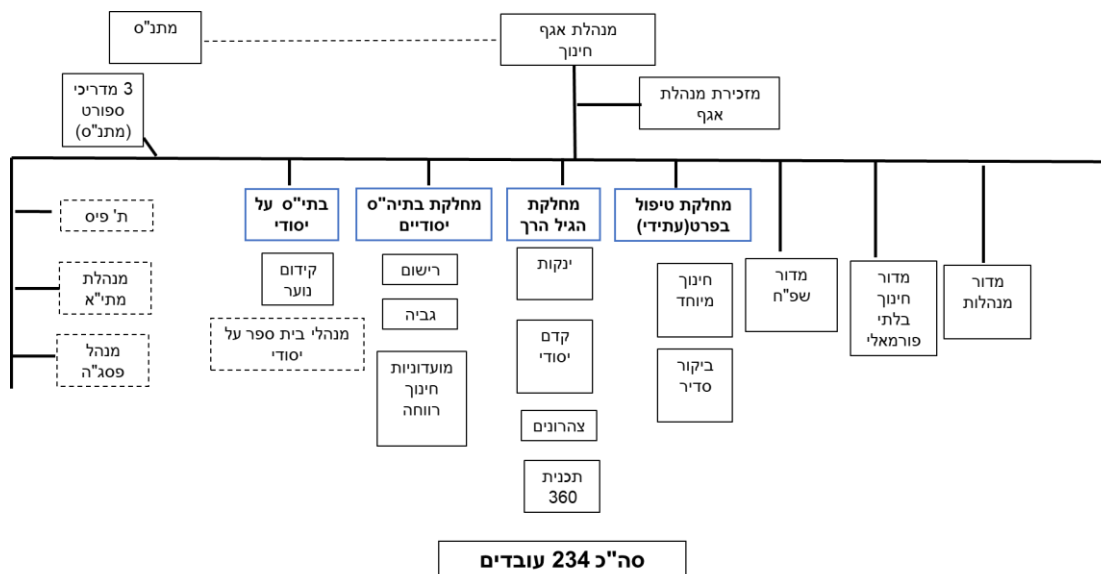 מנהלת אגף
חינוך
מתנ"ס
מזכירת מנהלת
אגף
3 מדריכי
ספורט
(מתנ"ס)
מדור
מנהלות
מדור
חינוך
בלתי
פורמאלי
מדור
שפ"ח
מחלקת טיפול
בפרט(עתידי)
חינוך
מיוחד
ביקור
סדיר
מחלקת
הגיל הרך
ינקות
קדם
יסודי
צהרונים
תכנית
360
מחלקת בתיה"ס
יסודיים
רישום
גביה
מועדוניות
חינוך
רווחה
בתי"ס על
יסודי
קידום
נוער
מנהלי בית ספר על
יסודי
ת' פיס
מנהלת
מתי"א
מנהל
פסג"ה
סה"כ 234 עובדים